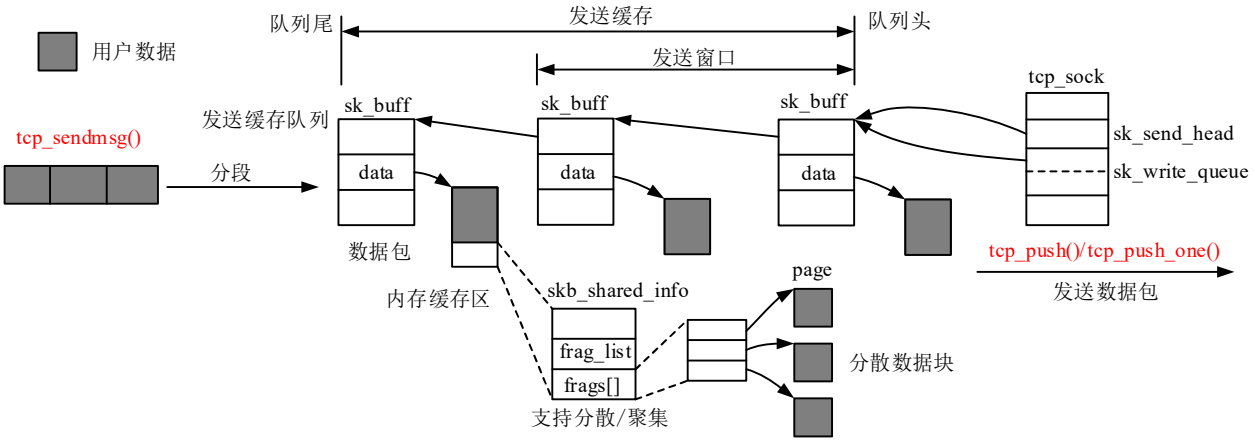 队列尾
发送缓存
队列头
用户数据
发送窗口
tcp_sock
sk_buff
sk_buff
sk_buff
发送缓存队列
tcp_sendmsg()
sk_send_head
分段
data
data
data
sk_write_queue
数据包
tcp_push()/tcp_push_one()
page
内存缓存区
skb_shared_info
发送数据包
frag_list
分散数据块
frags[]
支持分散/聚集